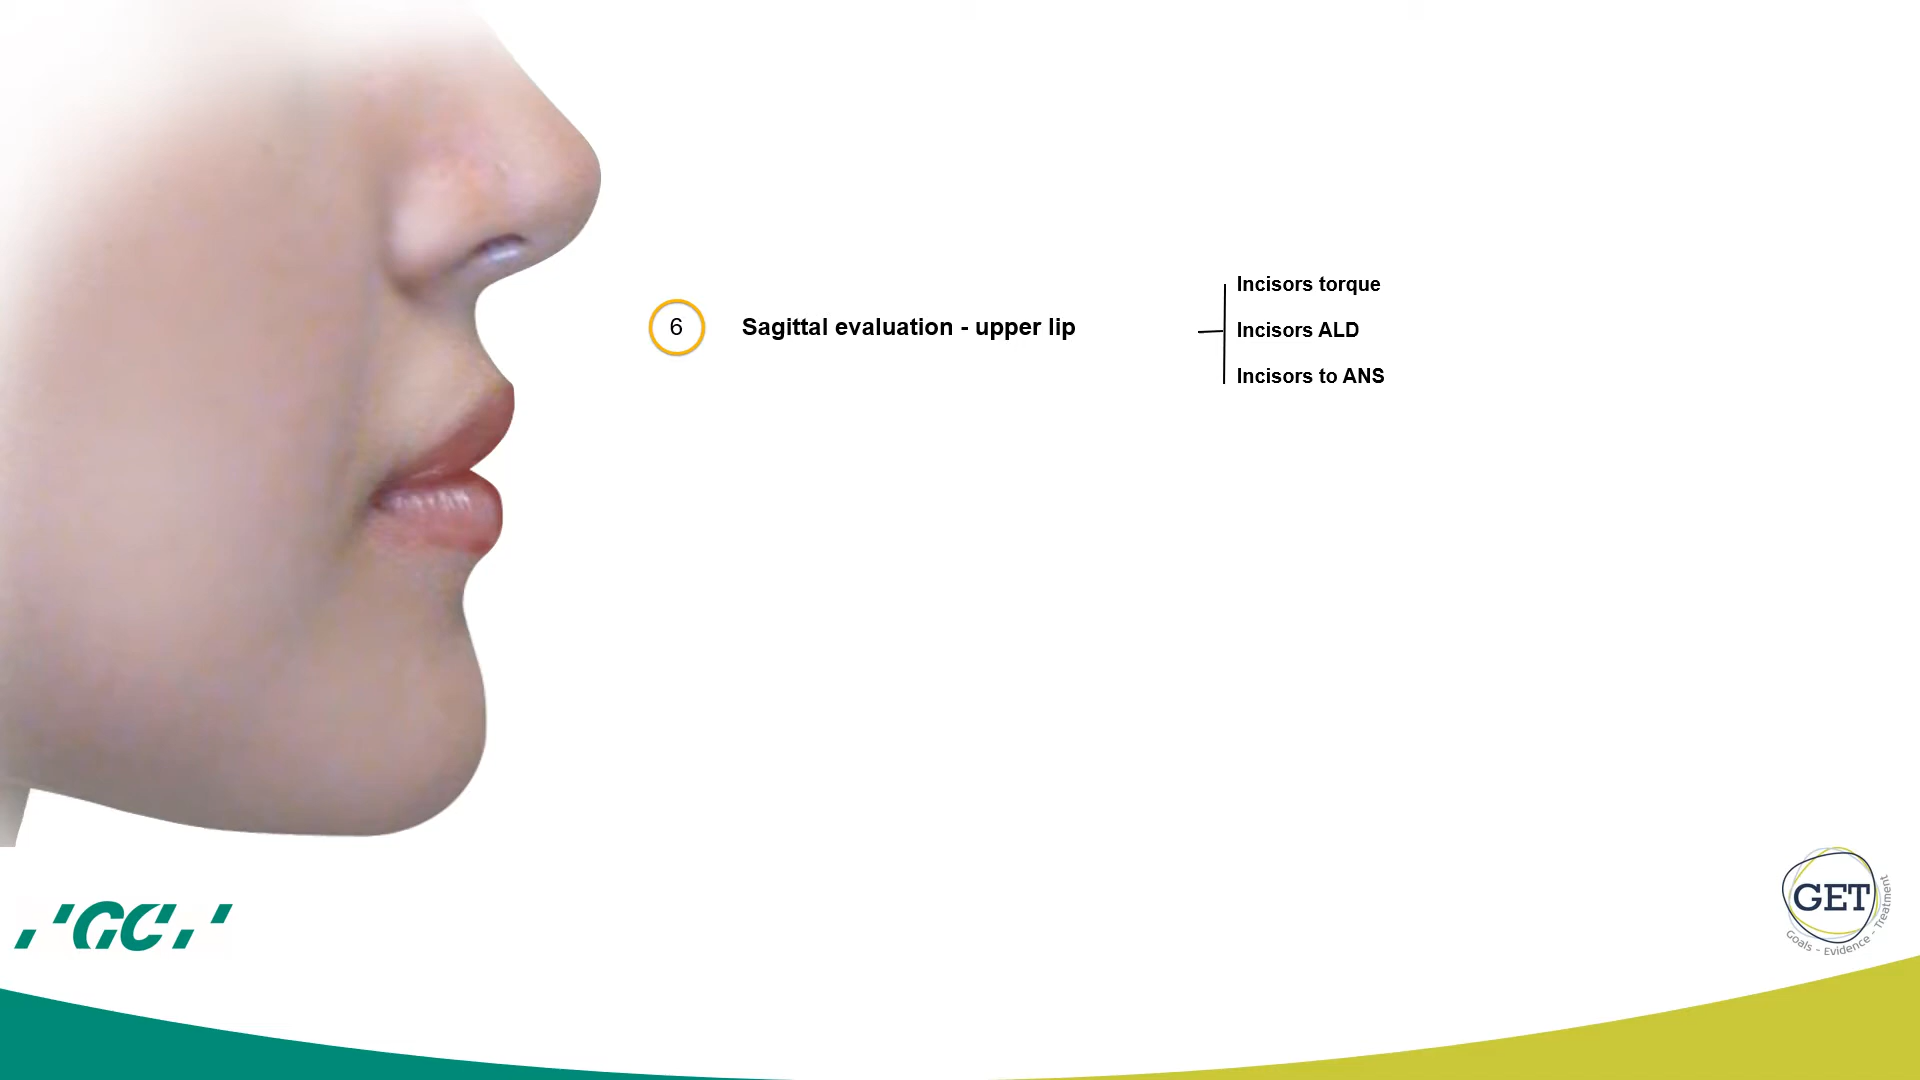 6
Sagittal evaluation - upper lip
Incisors torque
Incisors ALD
Incisors to ANS
GC
GET
Goals - Evidence - Treatment